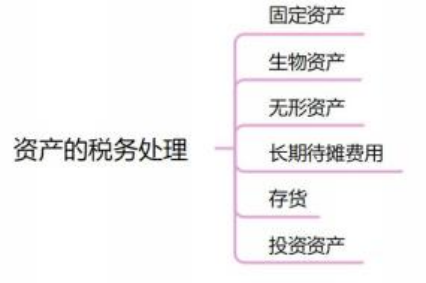 资产的税务处理
固定资产
生物资产
无形资产
长期待摊费用
存货
投资资产